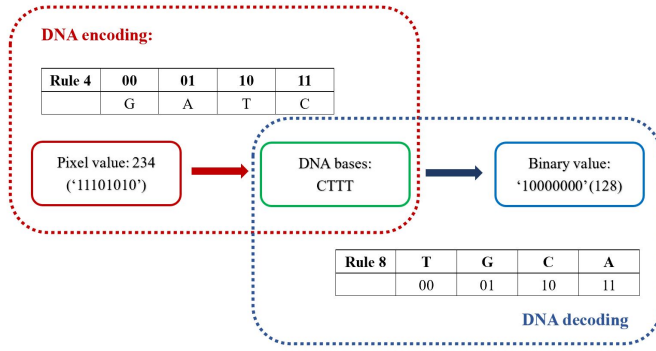 DNA encoding:
Rule 4 00 01 10 11
G A T C
Pixel value: 234
('11101010')
DNA bases:
CTTT
Binary value:
'10000000'(128)
Rule 8 T G C A
00 01 10 11
DNA decoding